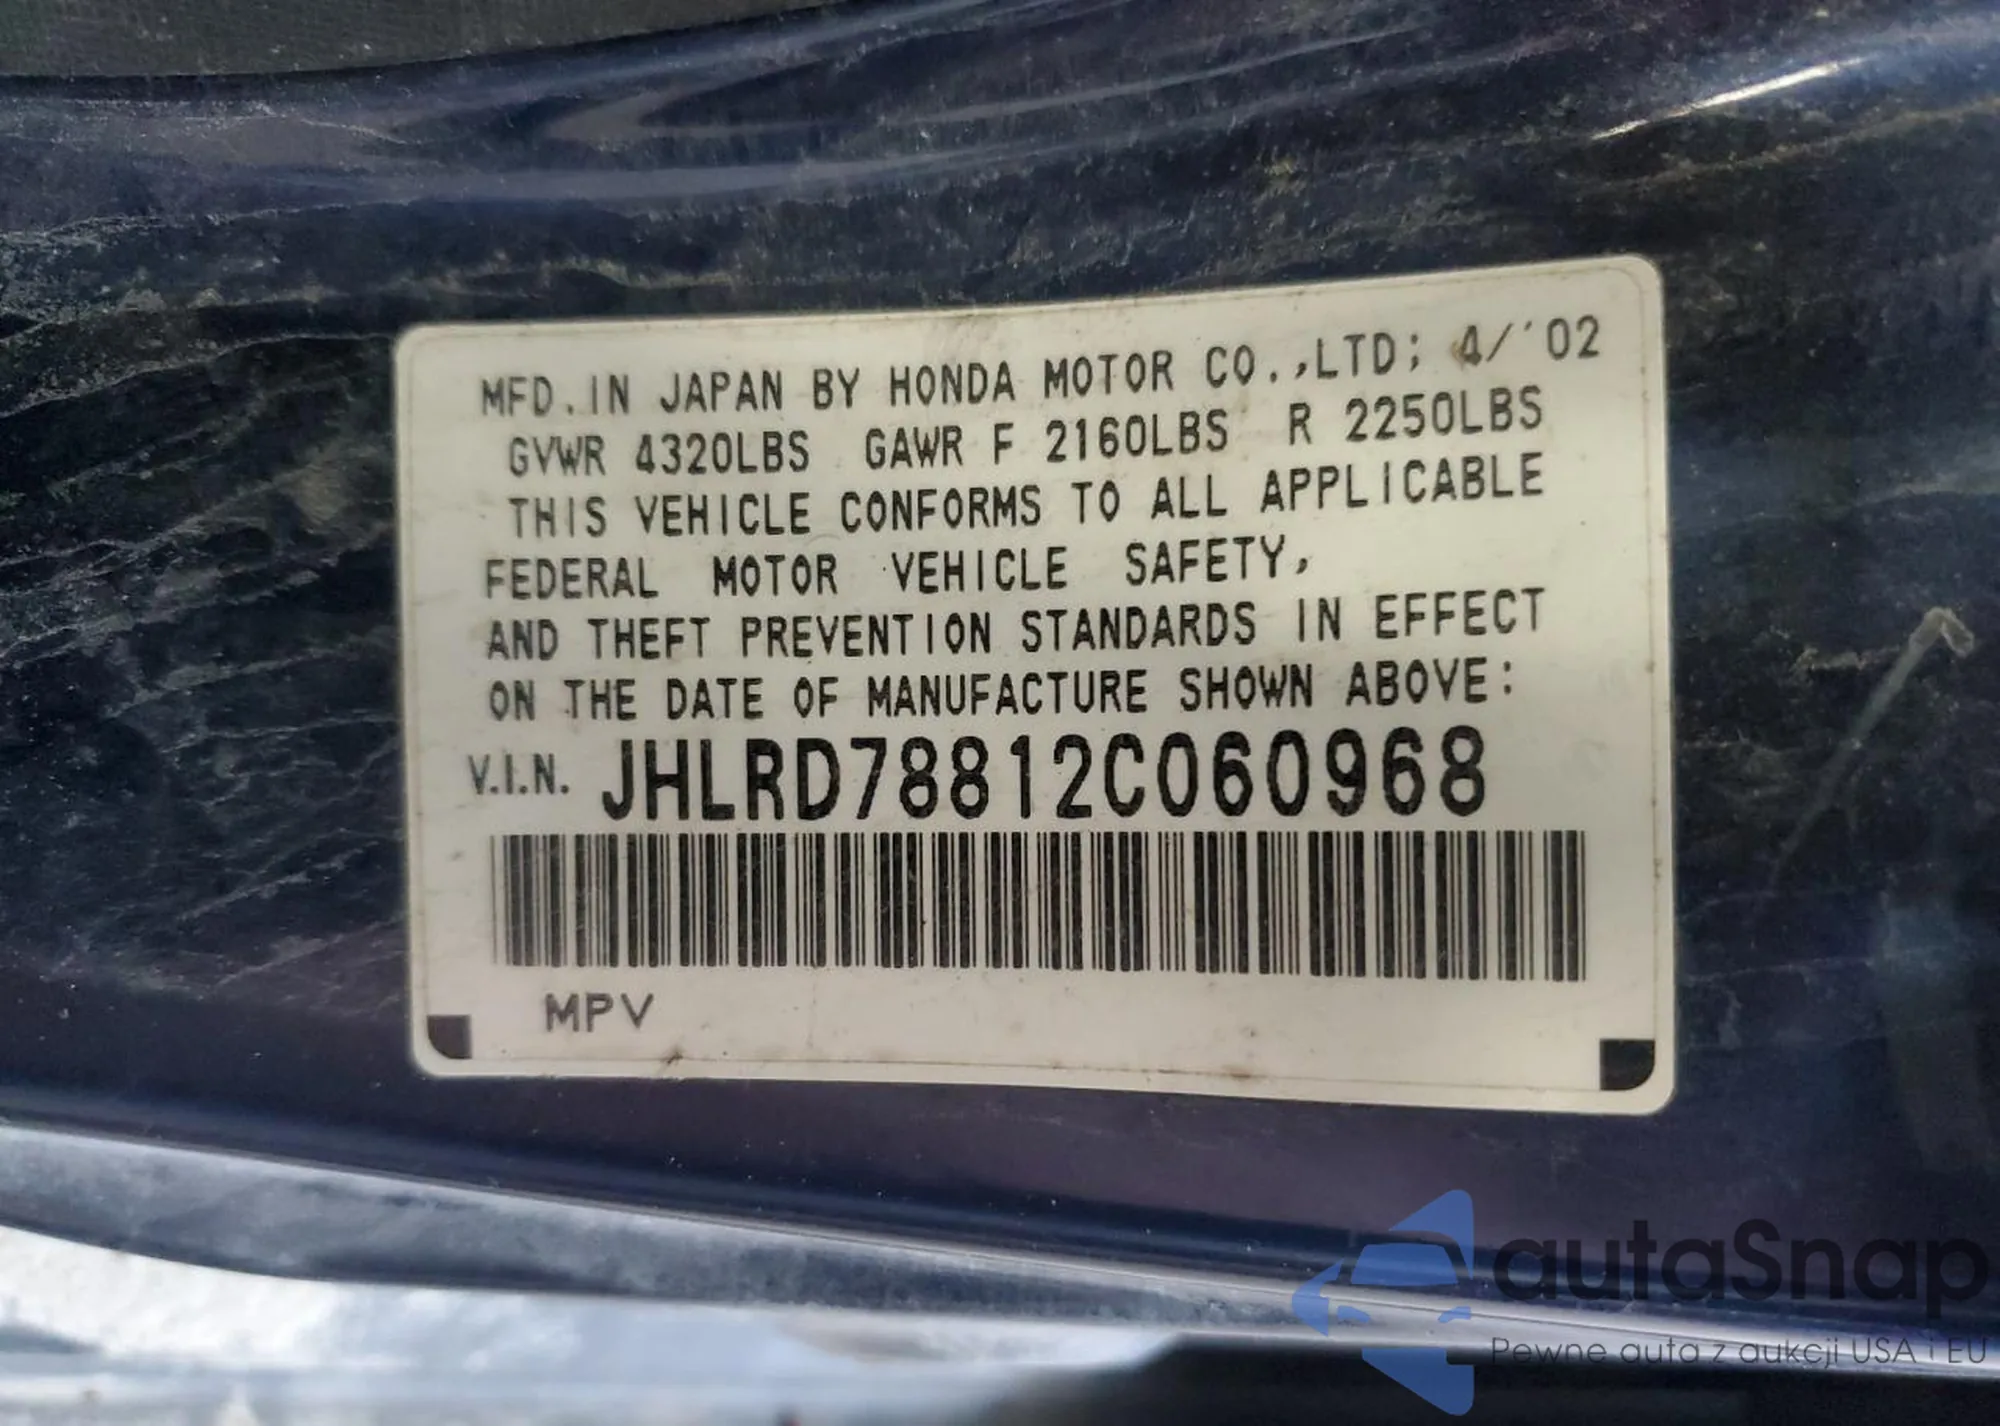 MFD. IN JAPAN BY HONDA MOTOR CO.,LTD; 4/'02
GVWR 4320LBS GAWR F 2160LBS R 2250LBS
THIS VEHICLE CONFORMS TO ALL APPLICABLE
FEDERAL MOTOR VEHICLE SAFETY,
AND THEFT PREVENTION STANDARDS IN EFFECT
ON THE DATE OF MANUFACTURE SHOWN ABOVE:
V.I.N. JHLRD78812C060968
MPV
autaSnap
Pewne auta z aukcji USA i EU